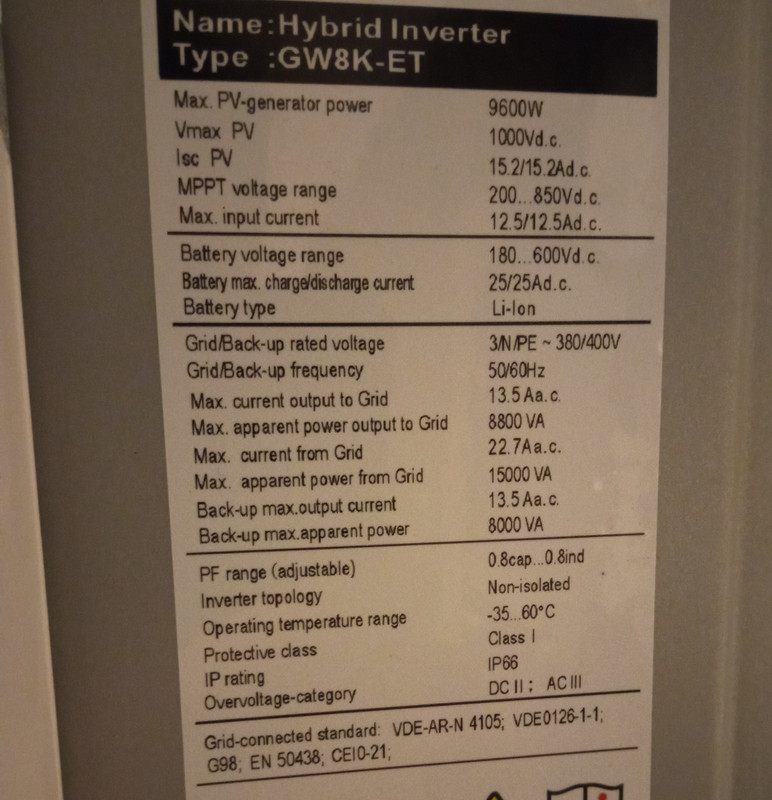 Name:Hybrid Inverter
Type :GW8K-ET
Max. PV-generator power 9600W
Vmax PV 1000Vd.c.
Isc PV 15.2/15.2Ad.c.
MPPT voltage range 200...850Vd.c.
Max. input current 12.5/12.5Ad.c.
Battery voltage range 180...600Vd.c.
Battery max. charge/discharge current 25/25Ad.c.
Battery type Li-Ion
Grid/Back-up rated voltage 3/N/PE ~ 380/400V
Grid/Back-up frequency 50/60Hz
Max. current output to Grid 13.5Aa.c.
Max. apparent power output to Grid 8800 VA
Max. current from Grid 22.7Aa.c.
Max. apparent power from Grid 15000 VA
Back-up max.output current 13.5Aa.c.
Back-up max.apparent power 8000 VA
PF range (adjustable) 0.8cap...0.8ind
Inverter topology Non-isolated
Operating temperature range -35...60°C
Protective class Class I
IP rating IP66
Overvoltage-category DC II; AC III
Grid-connected standard: VDE-AR-N 4105; VDE0126-1-1;
G98; EN 50438; CEI0-21;